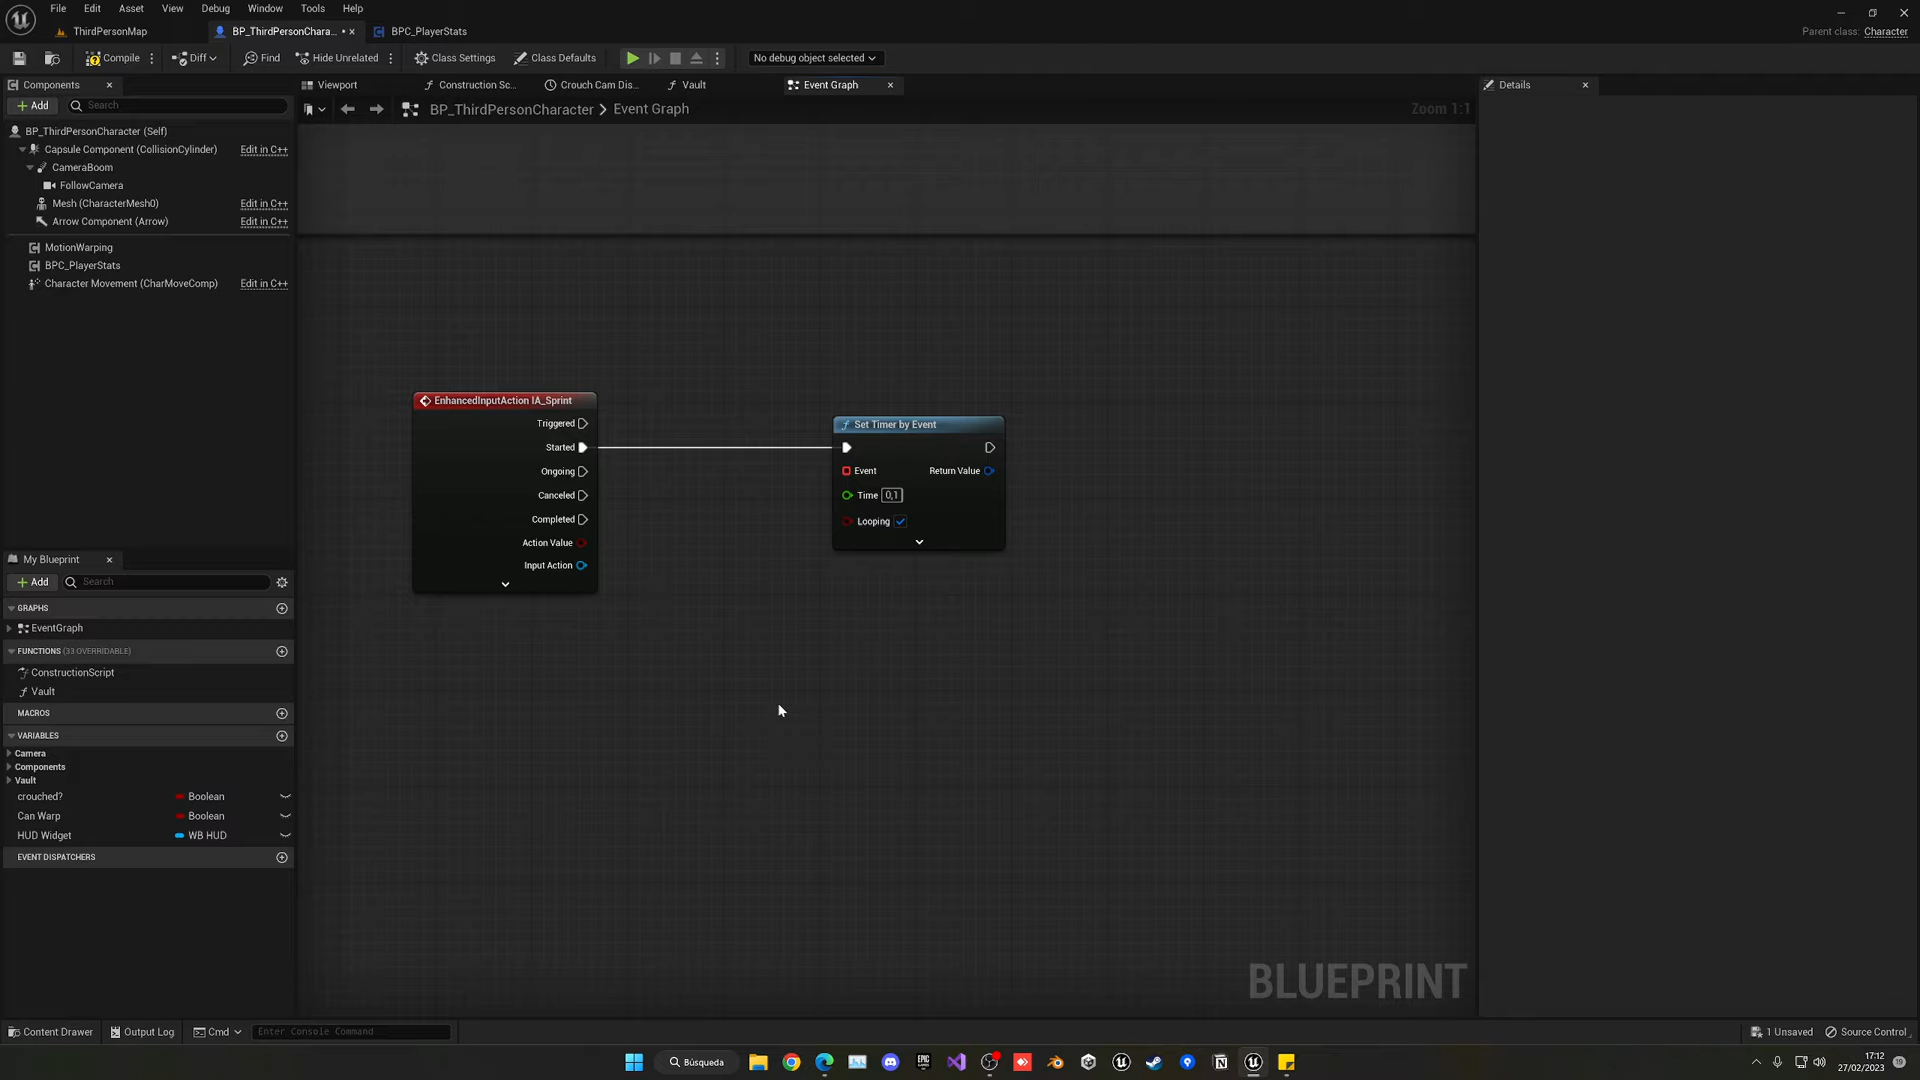 File Edit Asset View Debug Window Tools Help
ThirdPersonMap BP_ThirdPersonChara... • × BPC_PlayerStats
Parent class: Character
Compile Diff Find Hide Unrelated Class Settings Class Defaults No debug object selected
Components × Viewport Construction Sc... Crouch Cam Dis... Vault Event Graph × Details ×
+ Add Search
BP_ThirdPersonCharacter > Event Graph Zoom 1:1
BP_ThirdPersonCharacter (Self)
Capsule Component (CollisionCylinder) Edit in C++
CameraBoom
FollowCamera
Mesh (CharacterMesh0) Edit in C++
Arrow Component (Arrow) Edit in C++
MotionWarping
BPC_PlayerStats
Character Movement (CharMoveComp) Edit in C++
EnhancedInputAction IA_Sprint
Triggered
Started
Ongoing
Canceled
Completed
Action Value
Input Action
Set Timer by Event
Event Return Value
Time 0,1
Looping
My Blueprint ×
+ Add Search
GRAPHS
EventGraph
FUNCTIONS (33 OVERRIDABLE)
ConstructionScript
Vault
MACROS
VARIABLES
Camera
Components
Vault
crouched? Boolean
Can Warp Boolean
HUD Widget WB HUD
EVENT DISPATCHERS
BLUEPRINT
Content Drawer Output Log Cmd Enter Console Command 1 Unsaved Source Control
Búsqueda
17:12
27/02/2023